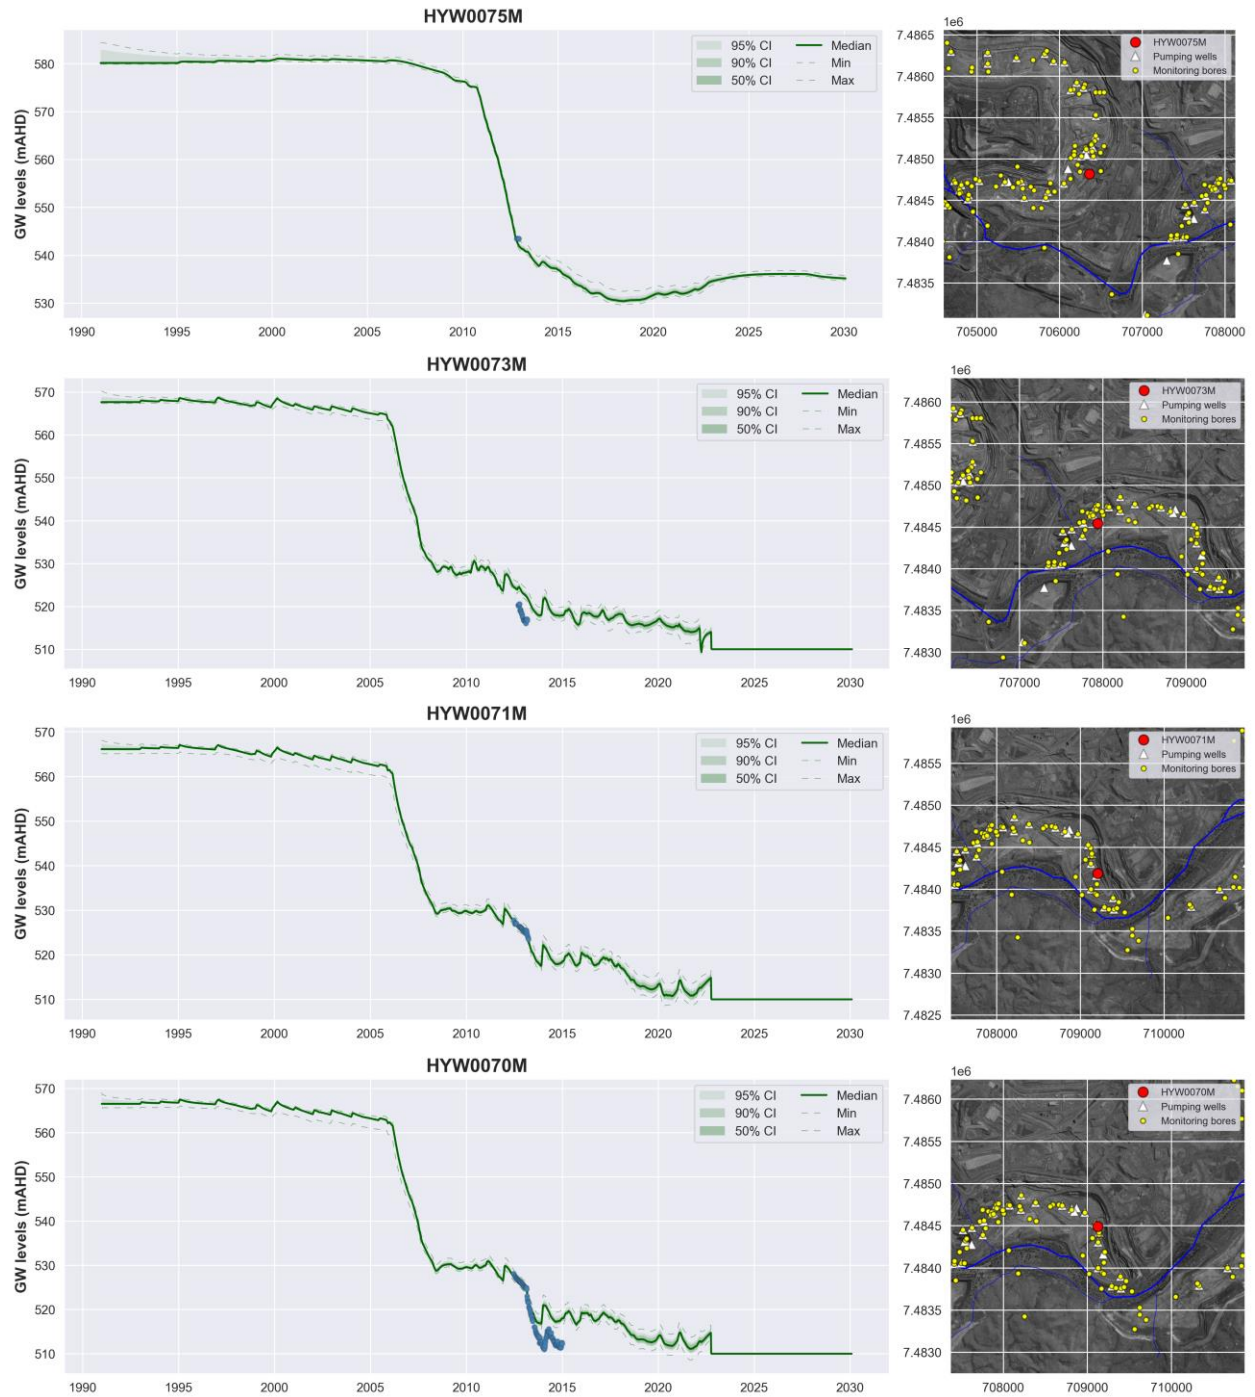 HYW0075M
GW levels (mAHD)
580
570
560
550
540
530
1990 1995 2000 2005 2010 2015 2020 2025 2030
95% CI Median
90% CI Min
50% CI Max
1e6
7.4865
7.4860
7.4855
7.4850
7.4845
7.4840
7.4835
705000 706000 707000 708000
HYW0075M
Pumping wells
Monitoring bores
HYW0073M
GW levels (mAHD)
570
560
550
540
530
520
510
1990 1995 2000 2005 2010 2015 2020 2025 2030
95% CI Median
90% CI Min
50% CI Max
1e6
7.4860
7.4855
7.4850
7.4845
7.4840
7.4835
7.4830
707000 708000 709000
HYW0073M
Pumping wells
Monitoring bores
HYW0071M
GW levels (mAHD)
570
560
550
540
530
520
510
1990 1995 2000 2005 2010 2015 2020 2025 2030
95% CI Median
90% CI Min
50% CI Max
1e6
7.4855
7.4850
7.4845
7.4840
7.4835
7.4830
7.4825
708000 709000 710000
HYW0071M
Pumping wells
Monitoring bores
HYW0070M
GW levels (mAHD)
570
560
550
540
530
520
510
1990 1995 2000 2005 2010 2015 2020 2025 2030
95% CI Median
90% CI Min
50% CI Max
1e6
7.4860
7.4855
7.4850
7.4845
7.4840
7.4835
7.4830
708000 709000 710000
HYW0070M
Pumping wells
Monitoring bores